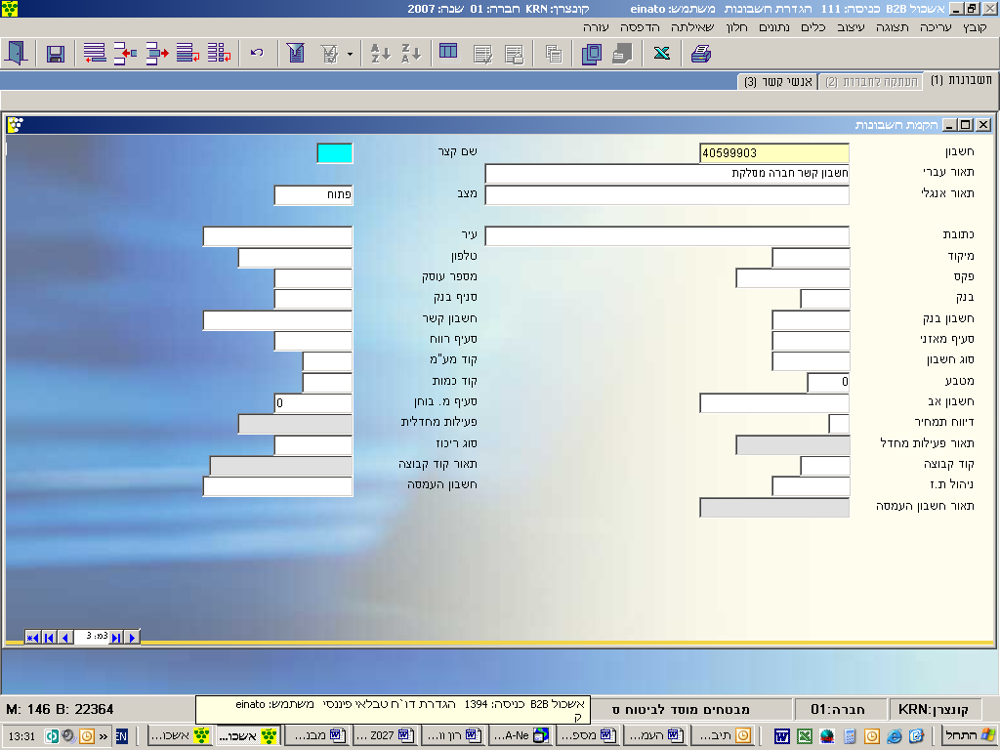 אשכול B2B כניסה: 111 הגדרת חשבונות משתמש: einato קונצרן: KRN חברה: 01 שנה: 2007
קובץ עריכה תצוגה עיצוב כלים נתונים חלון שאילתה הדפסה עזרה
חשבונות (1) העתקה לחברות (2) אנשי קשר (3)
הקמת חשבונות
חשבון 40599903 שם קצר
תאור עברי חשבון קשר חברה מסלקת
תאור אנגלי מצב פתוח
כתובת עיר
מיקוד טלפון
פקס מספר עוסק
בנק סניף בנק
חשבון בנק חשבון קשר
סעיף מאזני סעיף רווח
סוג חשבון קוד מע"מ
מטבע 0 קוד כמות
חשבון אב סעיף מ. בוחן 0
דיווח תמחיר פעילות מחדלית
תאור פעילות מחדל סוג ריכוז
קוד קבוצה תאור קוד קבוצה
ניהול ת.ז חשבון העמסה
תאור חשבון העמסה
3 מ: 3
קונצרן: KRN חברה: 01 מבטחים מוסד לביטוח ס M: 146 B: 22364
אשכול B2B כניסה: 1394 הגדרת דו`ח טבלאי פיננסי משתמש: einato
ק
התחל תיב... העמ... מספ... A-Ne... רון וו... 2027... מבנ... אשכו... אשכו... EN 13:31